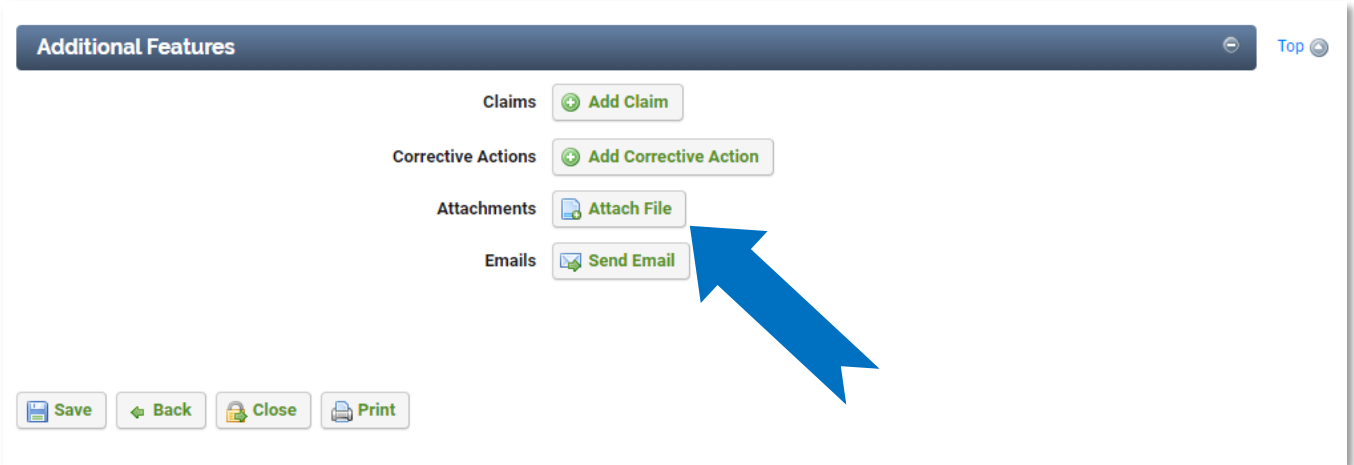 Additional Features Top
Claims Add Claim
Corrective Actions Add Corrective Action
Attachments Attach File
Emails Send Email
Save Back Close Print